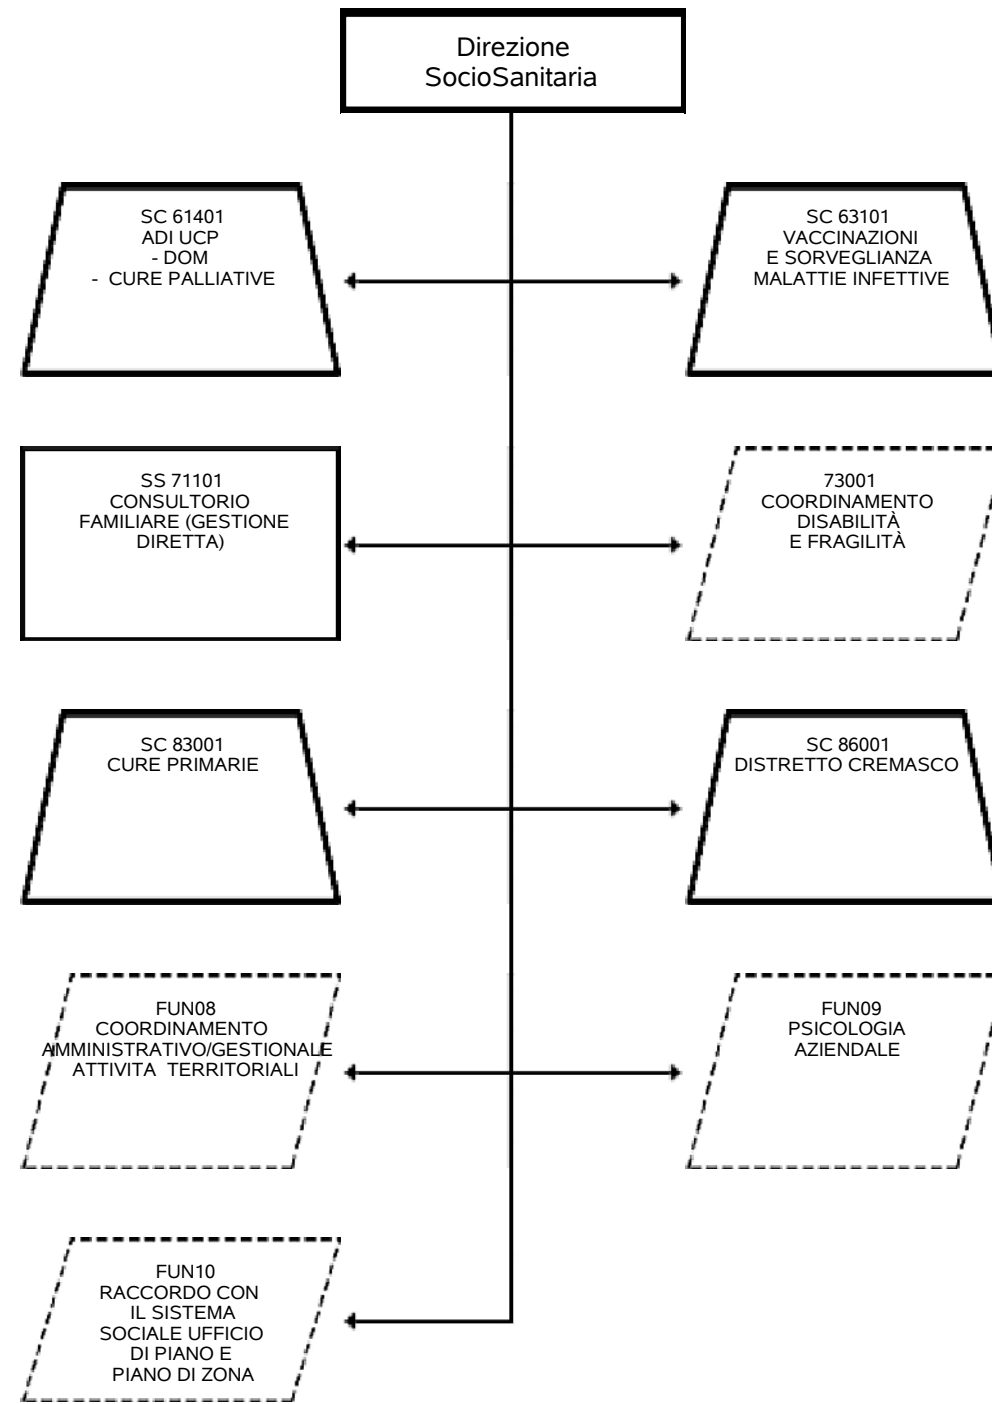 Direzione
SocioSanitaria
SC 61401
ADI UCP
- DOM
- CURE PALLIATIVE
SC 63101
VACCINAZIONI
E SORVEGLIANZA
MALATTIE INFETTIVE
SS 71101
CONSULTORIO
FAMILIARE (GESTIONE
DIRETTA)
73001
COORDINAMENTO
DISABILITÀ
E FRAGILITÀ
SC 83001
CURE PRIMARIE
SC 86001
DISTRETTO CREMASCO
FUN08
COORDINAMENTO
AMMINISTRATIVO/GESTIONALE
ATTIVITA TERRITORIALI
FUN09
PSICOLOGIA
AZIENDALE
FUN10
RACCORDO CON
IL SISTEMA
SOCIALE UFFICIO
DI PIANO E
PIANO DI ZONA